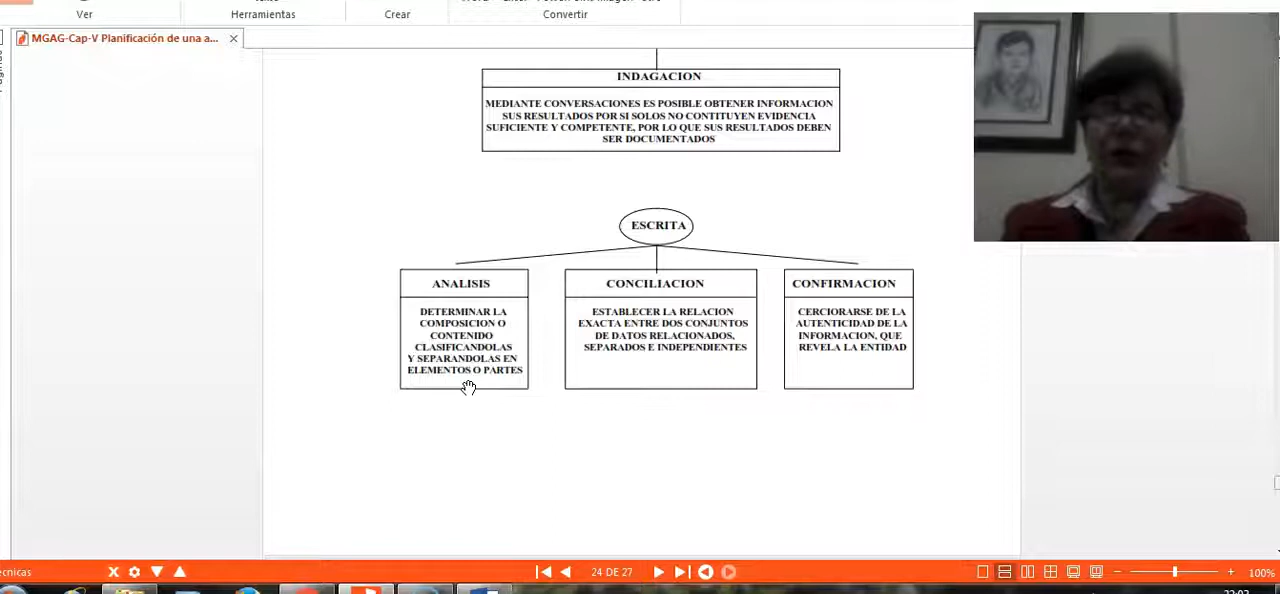 Ver
Herramientas
Crear
Convertir
MGAG-Cap-V Planificación de una a...
INDAGACION
MEDIANTE CONVERSACIONES ES POSIBLE OBTENER INFORMACION
SUS RESULTADOS POR SI SOLOS NO CONTITUYEN EVIDENCIA
SUFICIENTE Y COMPETENTE, POR LO QUE SUS RESULTADOS DEBEN
SER DOCUMENTADOS
ESCRITA
ANALISIS
DETERMINAR LA
COMPOSICION O
CONTENIDO
CLASIFICANDOLAS
Y SEPARANDOLAS EN
ELEMENTOS O PARTES
CONCILIACION
ESTABLECER LA RELACION
EXACTA ENTRE DOS CONJUNTOS
DE DATOS RELACIONADOS,
SEPARADOS E INDEPENDIENTES
CONFIRMACION
CERCIORARSE DE LA
AUTENTICIDAD DE LA
INFORMACION, QUE
REVELA LA ENTIDAD
24 DE 27
100%